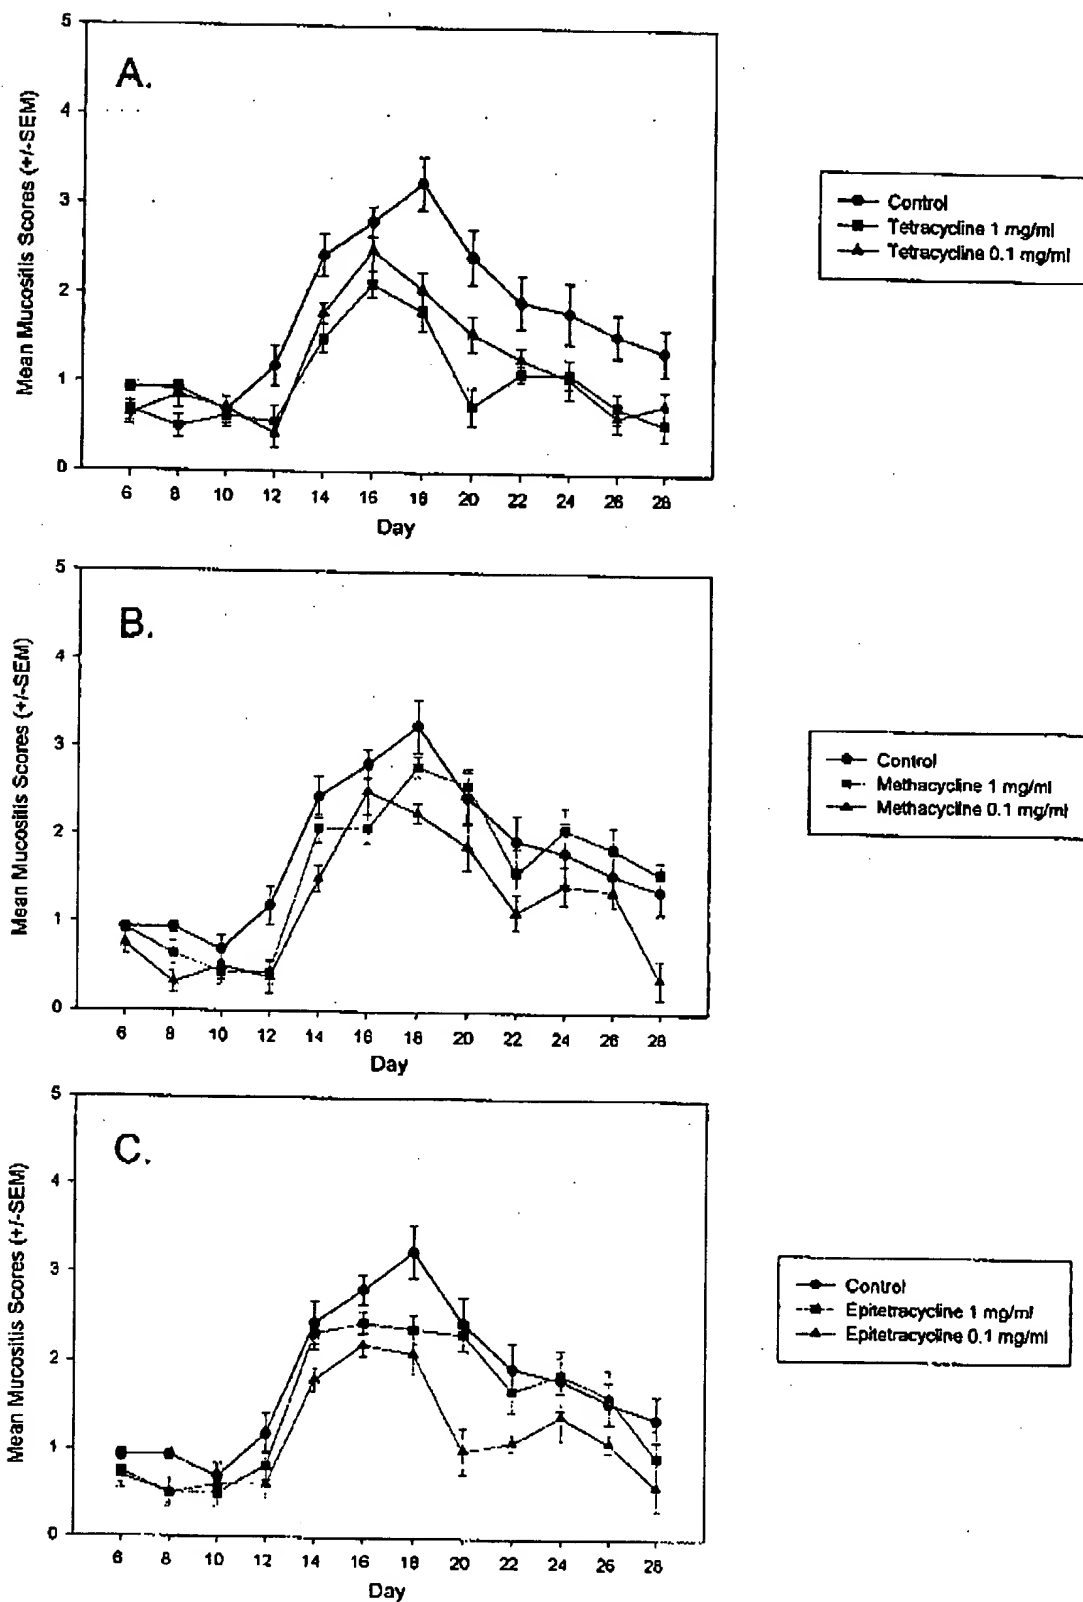 A.
Mean Mucositis Scores (+/-SEM)
5
4
3
2
1
0
6 8 10 12 14 16 18 20 22 24 26 28
Day
Control
Tetracycline 1 mg/ml
Tetracycline 0.1 mg/ml
B.
Mean Mucositis Scores (+/-SEM)
5
4
3
2
1
0
6 8 10 12 14 16 18 20 22 24 26 28
Day
Control
Methacycline 1 mg/ml
Methacycline 0.1 mg/ml
C.
Mean Mucositis Scores (+/-SEM)
5
4
3
2
1
0
6 8 10 12 14 16 18 20 22 24 26 28
Day
Control
Epitetracycline 1 mg/ml
Epitetracycline 0.1 mg/ml